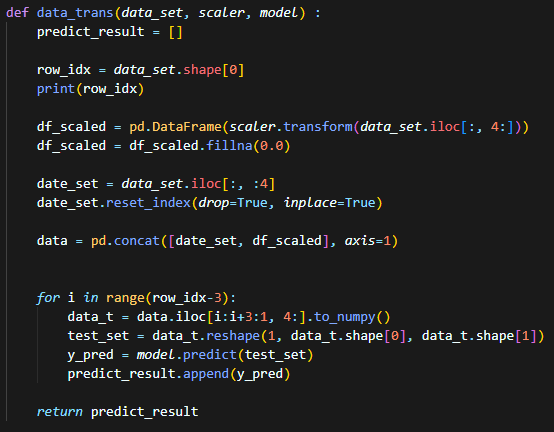 def data_trans(data_set, scaler, model) :
    predict_result = []
    row_idx = data_set.shape[0]
    print(row_idx)
    df_scaled = pd.DataFrame(scaler.transform(data_set.iloc[:, 4:]))
    df_scaled = df_scaled.fillna(0.0)
    date_set = data_set.iloc[:, :4]
    date_set.reset_index(drop=True, inplace=True)
    data = pd.concat([date_set, df_scaled], axis=1)
    for i in range(row_idx-3):
        data_t = data.iloc[i:i+3:1, 4:].to_numpy()
        test_set = data_t.reshape(1, data_t.shape[0], data_t.shape[1])
        y_pred = model.predict(test_set)
        predict_result.append(y_pred)
    return predict_result